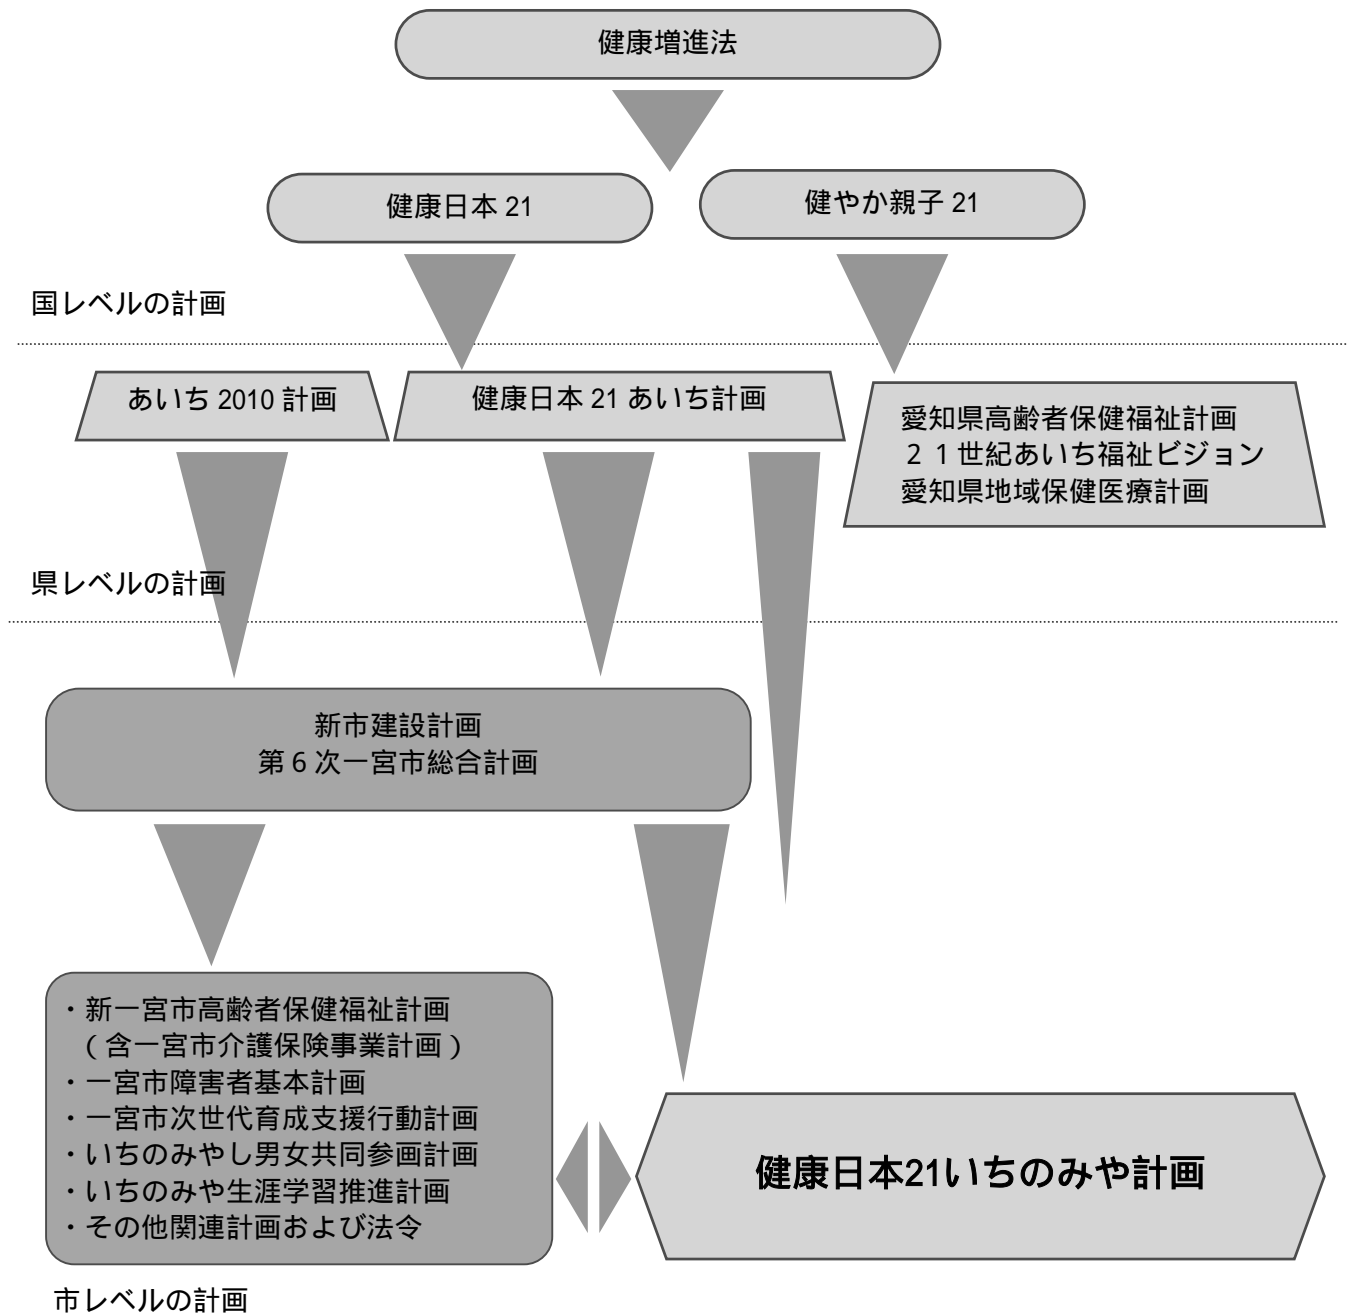 健康増進法
健康日本 21
健やか親子 21
国レベルの計画
あいち 2010 計画
健康日本 21 あいち計画
愛知県高齢者保健福祉計画
２１世紀あいち福祉ビジョン
愛知県地域保健医療計画
県レベルの計画
新市建設計画
第６次一宮市総合計画
・新一宮市高齢者保健福祉計画
（含一宮市介護保険事業計画）
・一宮市障害者基本計画
・一宮市次世代育成支援行動計画
・いちのみやし男女共同参画計画
・いちのみや生涯学習推進計画
・その他関連計画および法令
健康日本21いちのみや計画
市レベルの計画